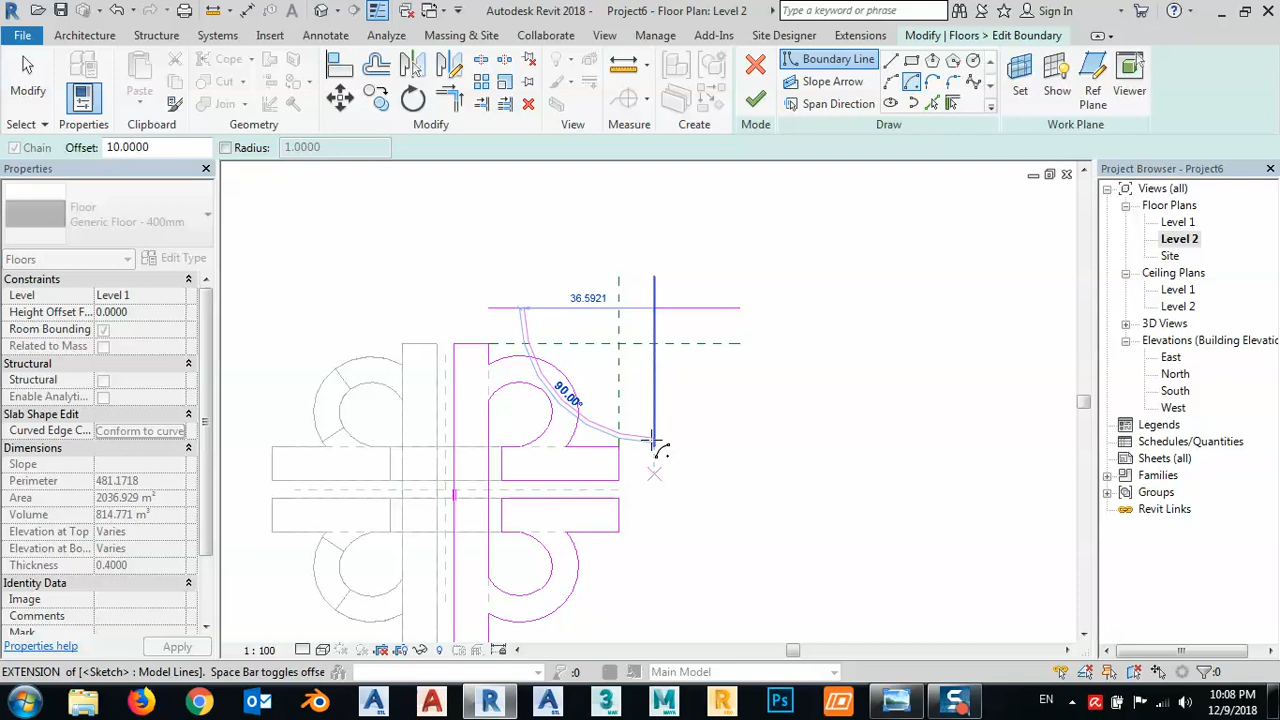 Autodesk Revit 2018 - Project6 - Floor Plan: Level 2
Type a keyword or phrase
Sign In
File
Architecture
Structure
Systems
Insert
Annotate
Analyze
Massing & Site
Collaborate
View
Manage
Add-Ins
Site Designer
Extensions
Modify | Floors > Edit Boundary
Modify
Paste
Cope
Cut
Join
Boundary Line
Slope Arrow
Span Direction
Set
Show
Ref
Plane
Viewer
Select
Properties
Clipboard
Geometry
Modify
View
Measure
Create
Mode
Draw
Work Plane
Chain
Offset:
10.0000
Radius:
1.0000
Properties
Floor
Generic Floor - 400mm
Floors
Edit Type
Constraints
Level
Level 1
Height Offset F...
0.0000
Room Bounding
Related to Mass
Structural
Structural
Enable Analyti...
Slab Shape Edit
Curved Edge C...
Conform to curve
Dimensions
Slope
Perimeter
481.1718
Area
2036.929 m²
Volume
814.771 m³
Elevation at Top
Varies
Elevation at Bo...
Varies
Thickness
0.4000
Identity Data
Image
Comments
Mark
Properties help
Apply
36.5921
90.00°
1 : 100
Project Browser - Project6
Views (all)
Floor Plans
Level 1
Level 2
Site
Ceiling Plans
Level 1
Level 2
3D Views
Elevations (Building Elevatio
East
North
South
West
Legends
Schedules/Quantities
Sheets (all)
Families
Groups
Revit Links
EXTENSION of [<Sketch> : Model Lines]. Space Bar toggles offse
:0
Main Model
:0
EN
10:08 PM
12/9/2018